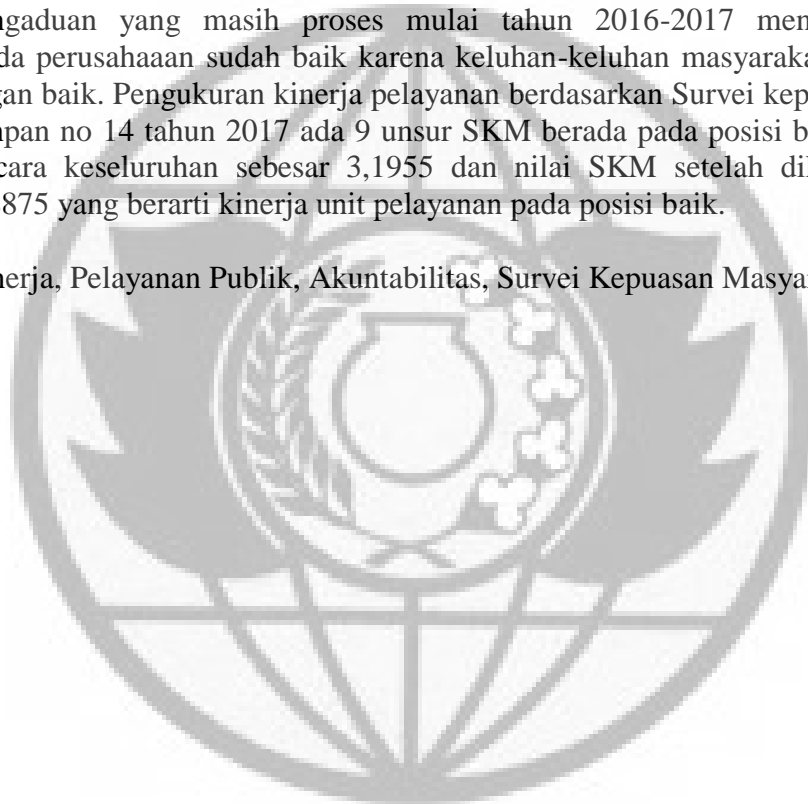 ngaduan yang masih proses mulai tahun 2016-2017 men
da perusahaaan sudah baik karena keluhan-keluhan masyaraka
gan baik. Pengukuran kinerja pelayanan berdasarkan Survei kep
npan no 14 tahun 2017 ada 9 unsur SKM berada pada posisi b
cara keseluruhan sebesar 3,1955 dan nilai SKM setelah dil
875 yang berarti kinerja unit pelayanan pada posisi baik.
nerja, Pelayanan Publik, Akuntabilitas, Survei Kepuasan Masyar